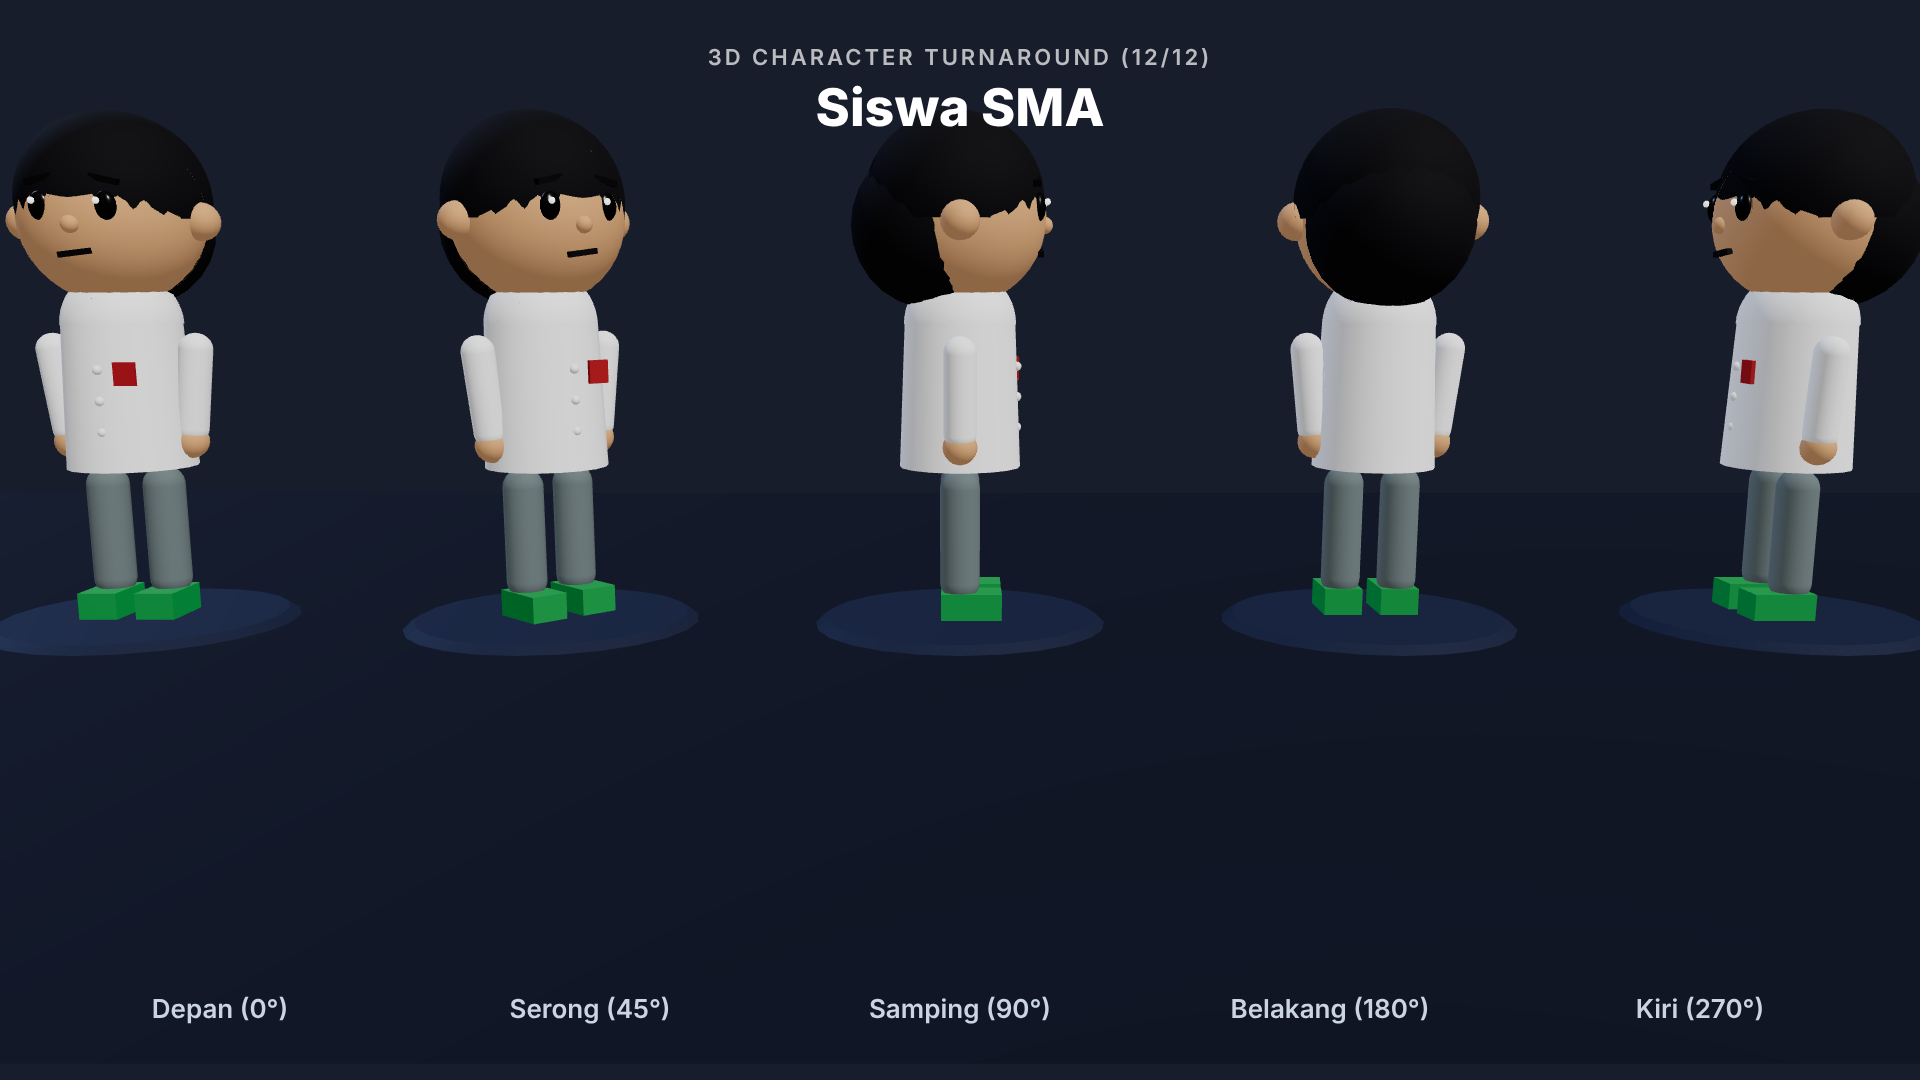 3D CHARACTER TURNAROUND (12/12)
Siswa SMA
Depan (0°)
Serong (45°)
Samping (90°)
Belakang (180°)
Kiri (270°)